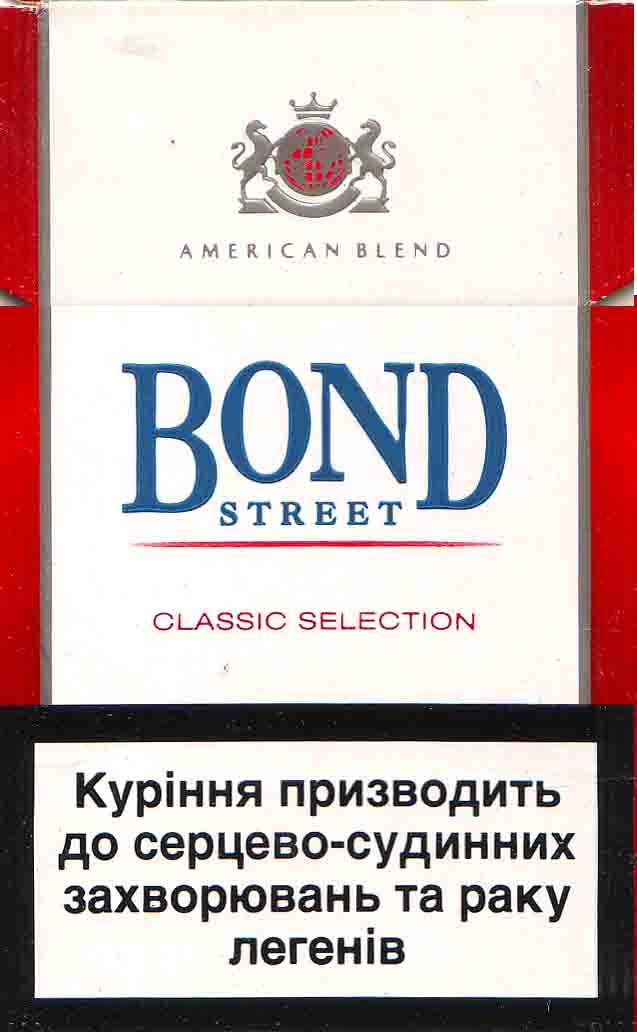 AMERICAN BLEND
BOND
STREET
CLASSIC SELECTION
Куріння призводить
до серцево-судинних
захворювань та раку
легенів